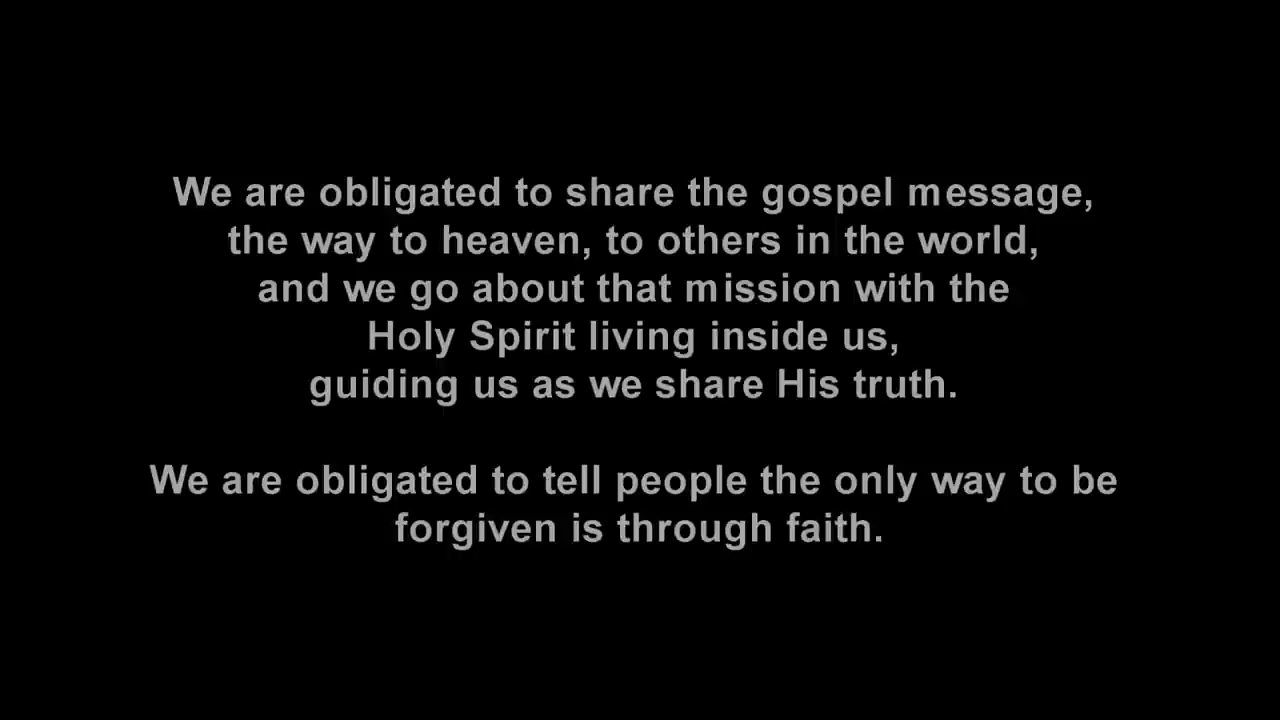 We are obligated to share the gospel message,
the way to heaven, to others in the world,
and we go about that mission with the
Holy Spirit living inside us,
guiding us as we share His truth.
We are obligated to tell people the only way to be
forgiven is through faith.